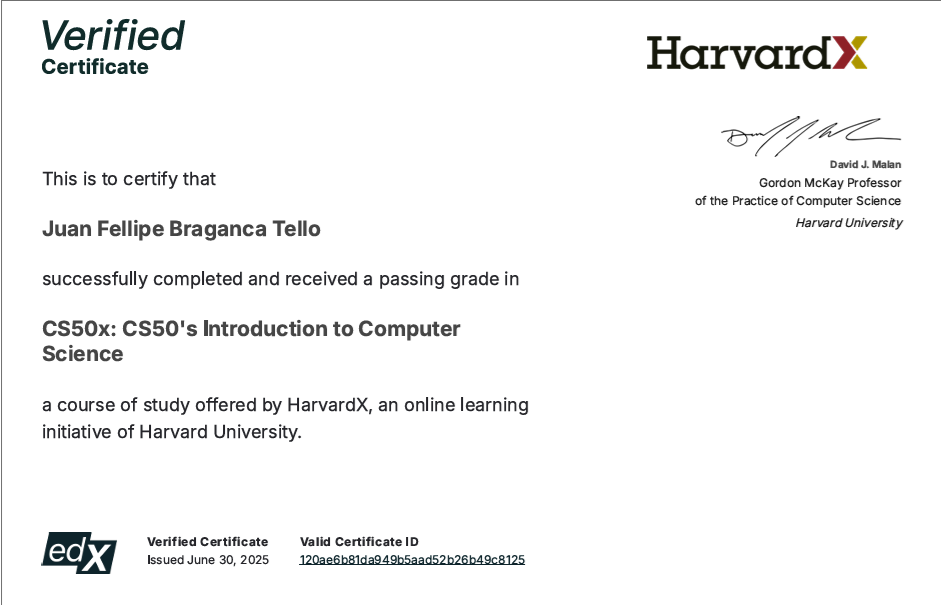 Verified
Certificate
HarvardX
David J. Malan
Gordon McKay Professor
of the Practice of Computer Science
Harvard University
This is to certify that
Juan Fellipe Braganca Tello
successfully completed and received a passing grade in
CS50x: CS50's Introduction to Computer
Science
a course of study offered by HarvardX, an online learning
initiative of Harvard University.
edX
Verified Certificate
Issued June 30, 2025
Valid Certificate ID
120ae6b81da949b5aad52b26b49c8125